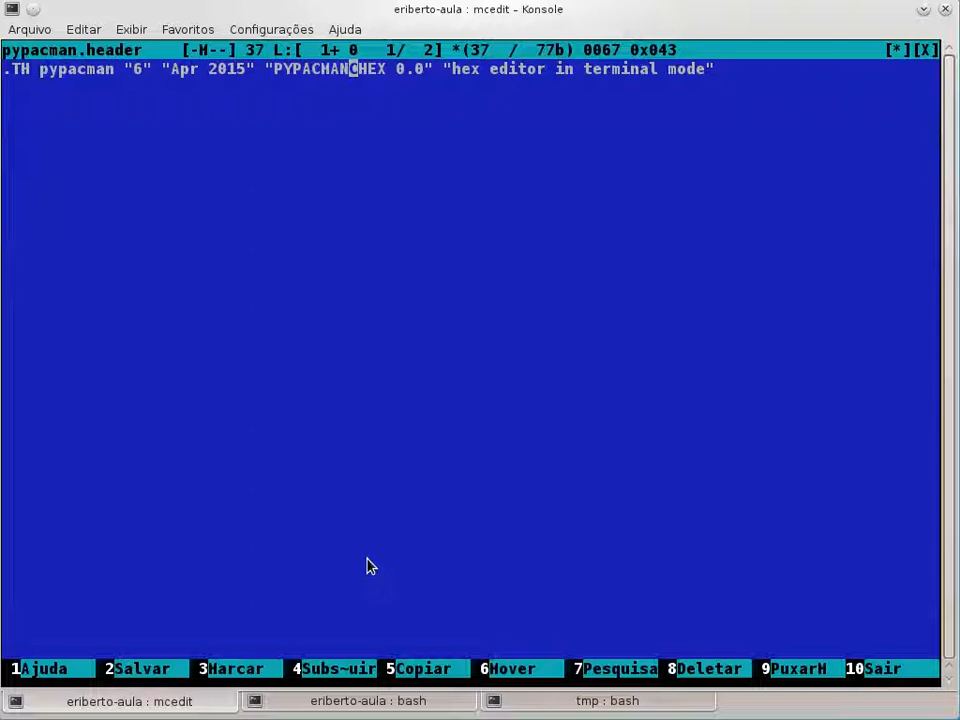 eriberto-aula : mcedit – Konsole
Arquivo Editar Exibir Favoritos Configurações Ajuda
pypacman.header [-H--] 37 L:[ 1+ 0 1/ 2] *(37 / 77b) 0067 0x043 [*][X]
.TH pypacman "6" "Apr 2015" "PYPACMANCHEX 0.0" "hex editor in terminal mode"
1Ajuda 2Salvar 3Marcar 4Subs~uir 5Copiar 6Mover 7Pesquisa 8Deletar 9PuxarM 10Sair
eriberto-aula : mcedit eriberto-aula : bash tmp : bash